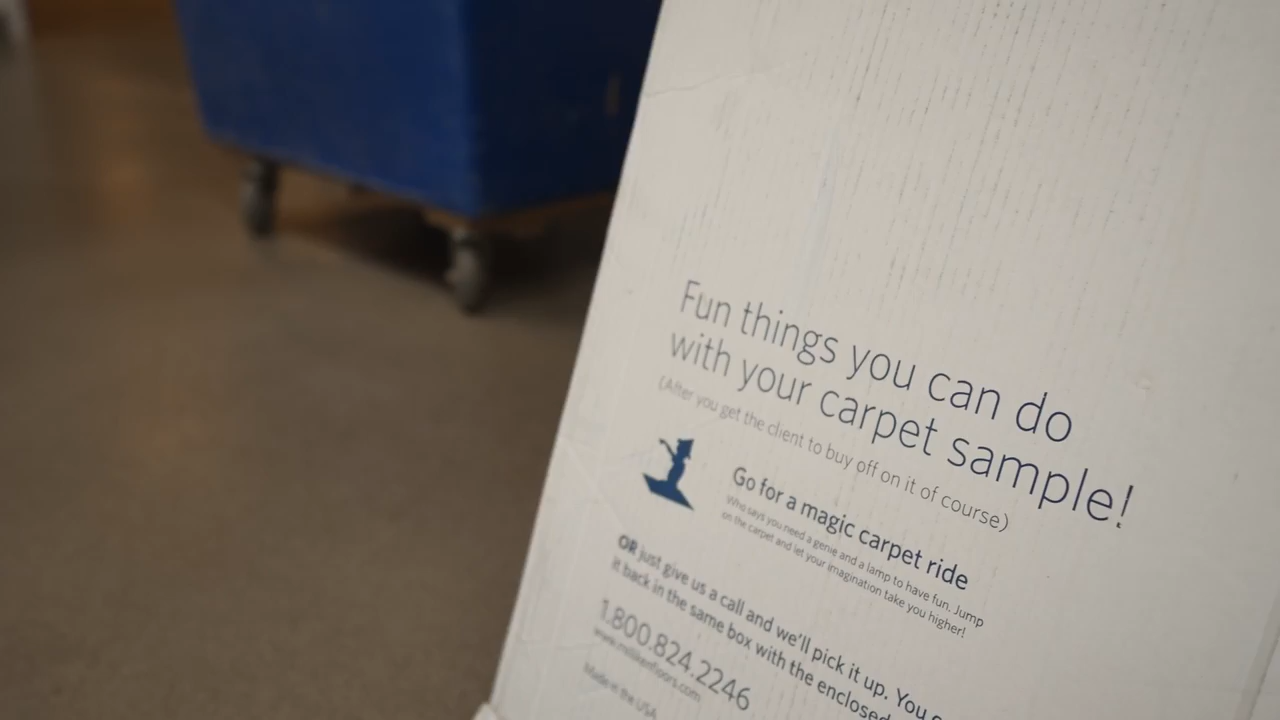 Fun things you can do
with your carpet sample!
(After you get the client to buy off on it of course)
Go for a magic carpet ride
Who says you need a genie and a lamp to have fun. Jump
on the carpet and let your imagination take you higher!
OR just give us a call and we'll pick it up. You
it back in the same box with the enclosed
1.800.824.2246
www.millikenfloors.com
Made in the USA